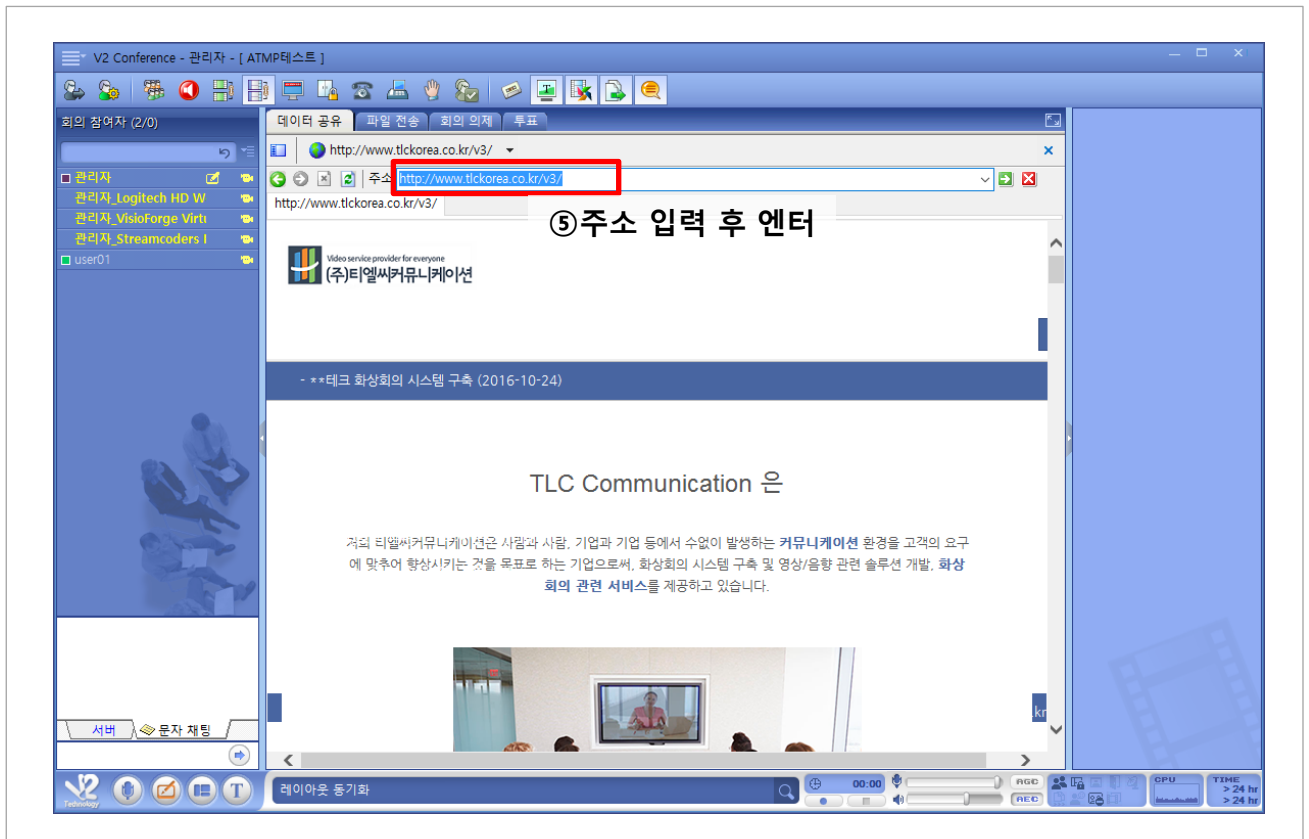 V2 Conference - 관리자 - [ ATMP테스트 ]
회의 참여자 (2/0)
데이터 공유 파일 전송 회의 의제 투표
http://www.tlckorea.co.kr/v3/
관리자
주소 http://www.tlckorea.co.kr/v3/
관리자_Logitech HD W
http://www.tlckorea.co.kr/v3/
관리자_VisioForge Virtu
⑤주소 입력 후 엔터
관리자_Streamcoders I
user01
Video service provider for everyone
(주)티엘씨커뮤니케이션
- **테크 화상회의 시스템 구축 (2016-10-24)
TLC Communication 은
저희 티엘씨커뮤니케이션은 사람과 사람, 기업과 기업 등에서 수없이 발생하는 커뮤니케이션 환경을 고객의 요구
에 맞추어 향상시키는 것을 목표로 하는 기업으로써, 화상회의 시스템 구축 및 영상/음향 관련 솔루션 개발, 화상
회의 관련 서비스를 제공하고 있습니다.
.kr
서버 문자 채팅
V2 Technology
T
레이아웃 동기화
00:00
AGC
AEC
CPU
TIME
> 24 hr
> 24 hr